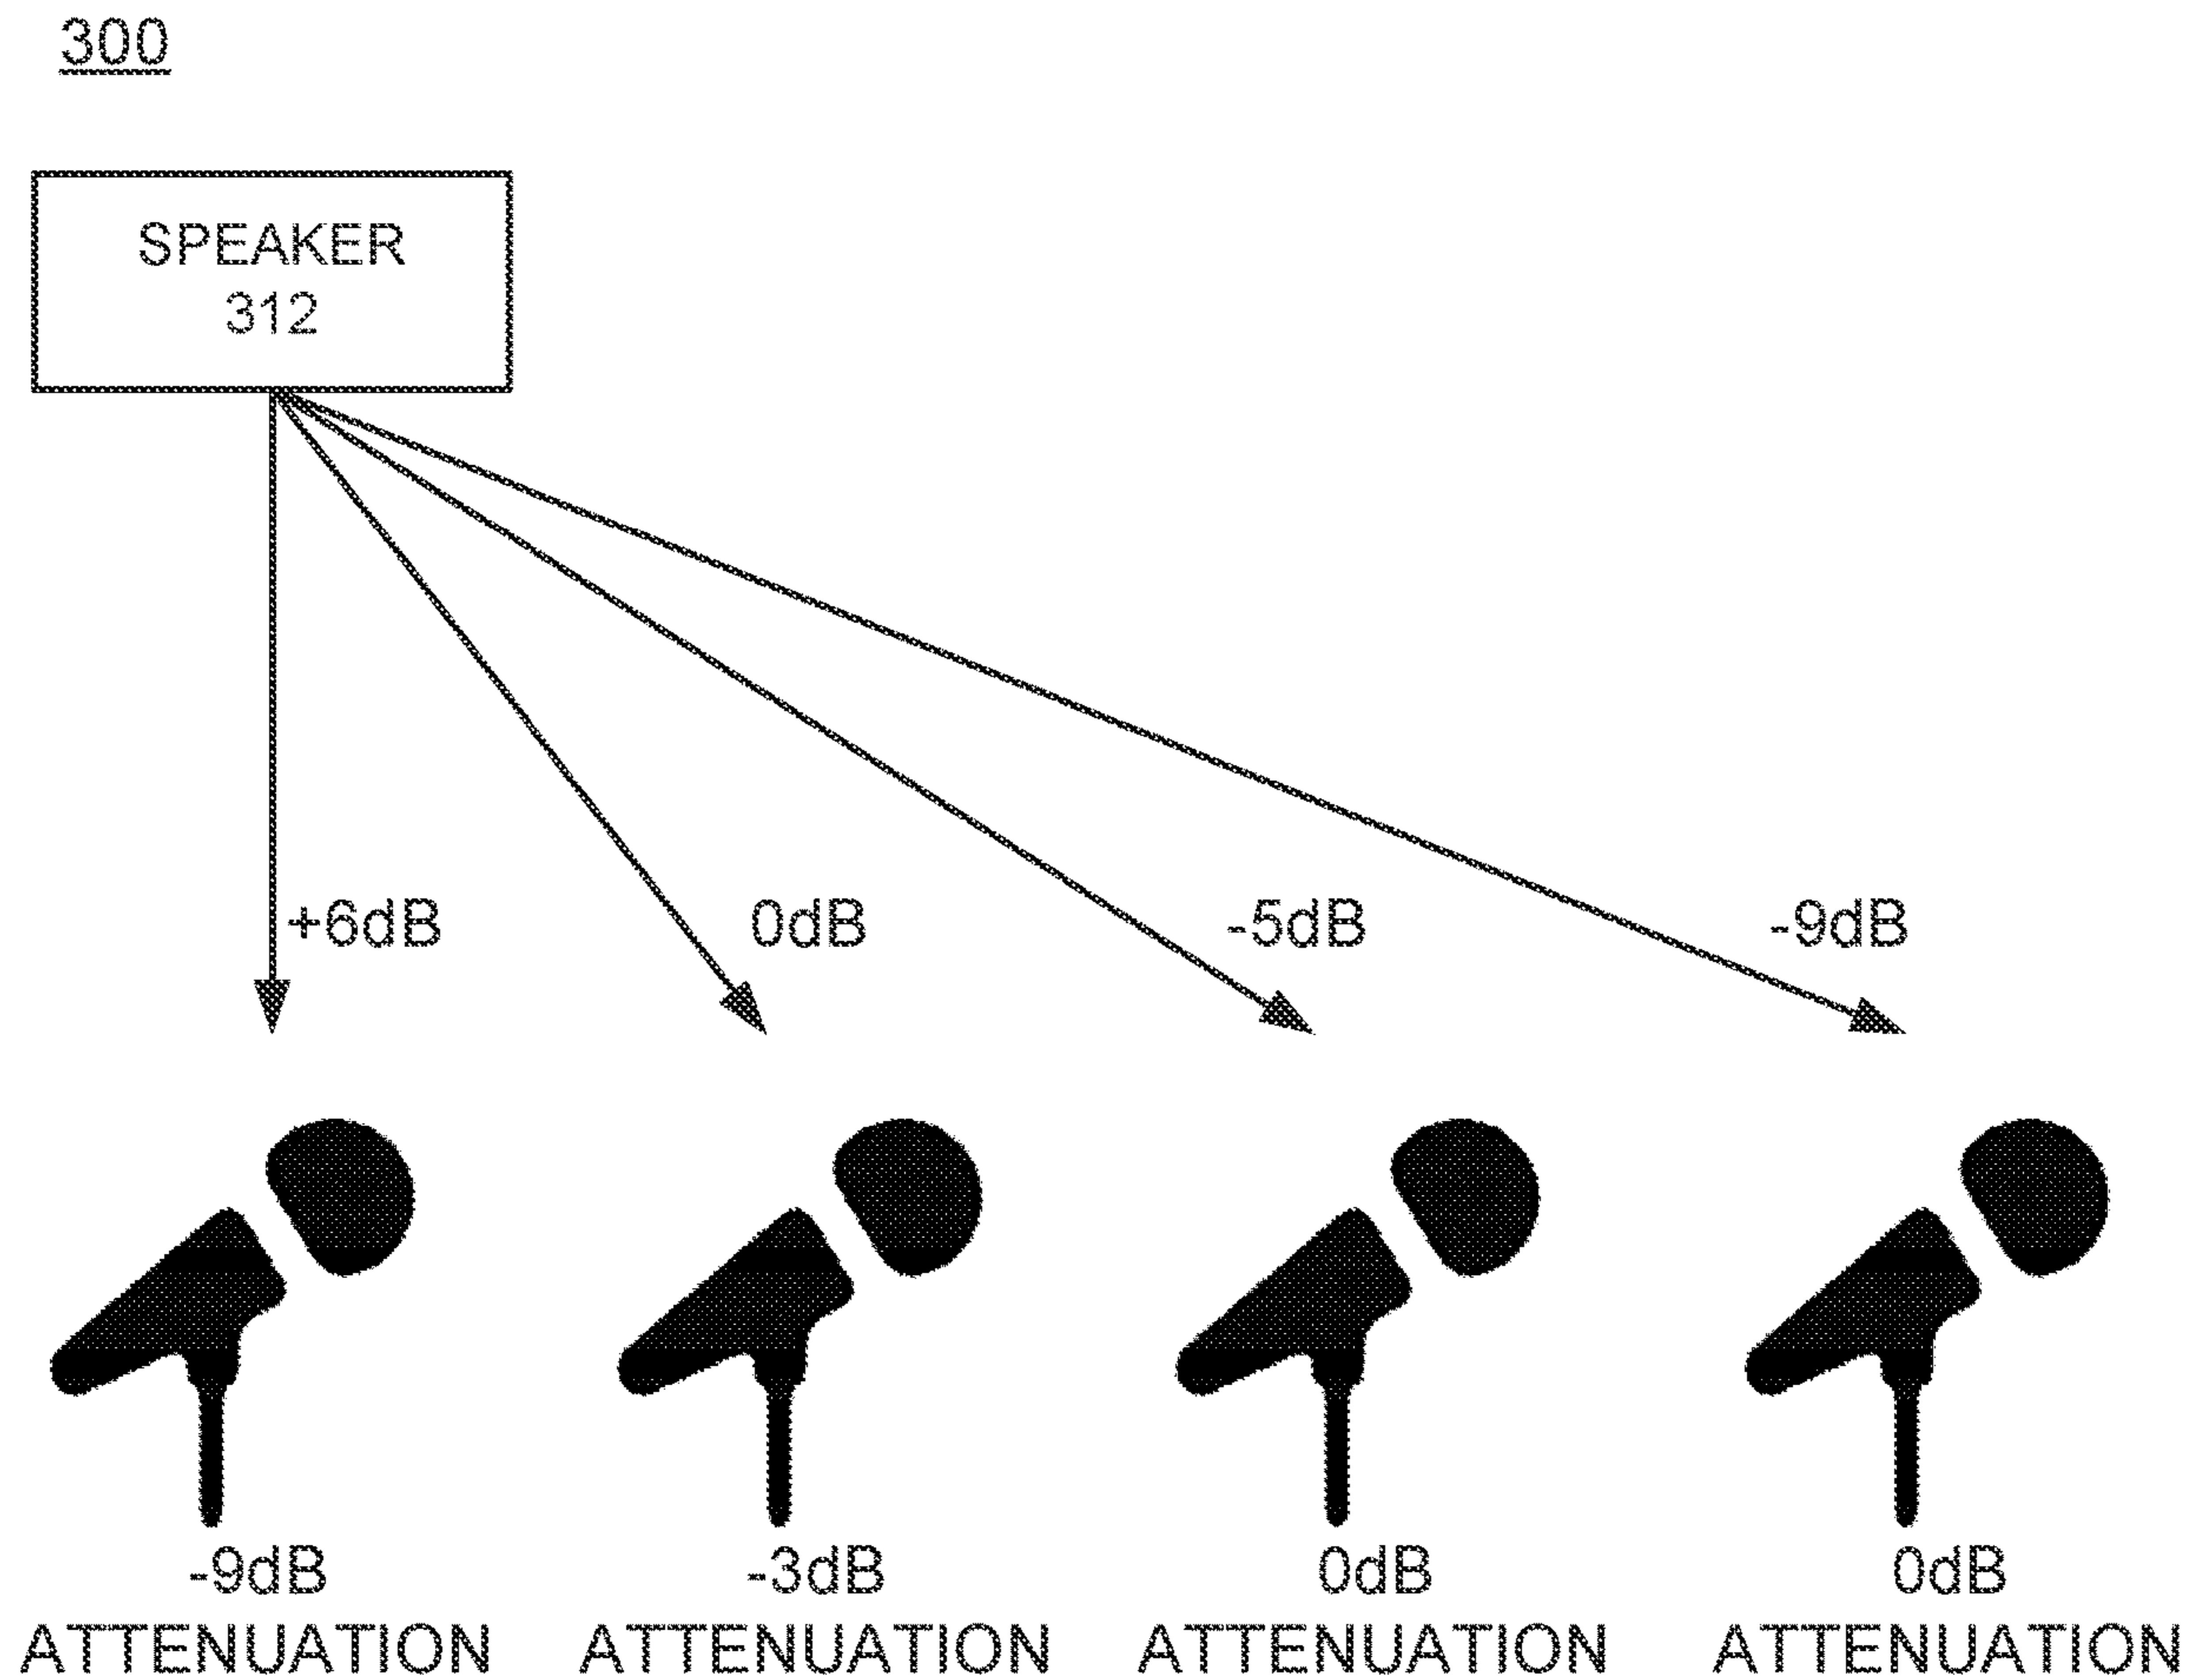 300
SPEAKER
312
+6dB 0dB -5dB -9dB
-9dB -3dB 0dB 0dB
ATTENUATION ATTENUATION ATTENUATION ATTENUATION